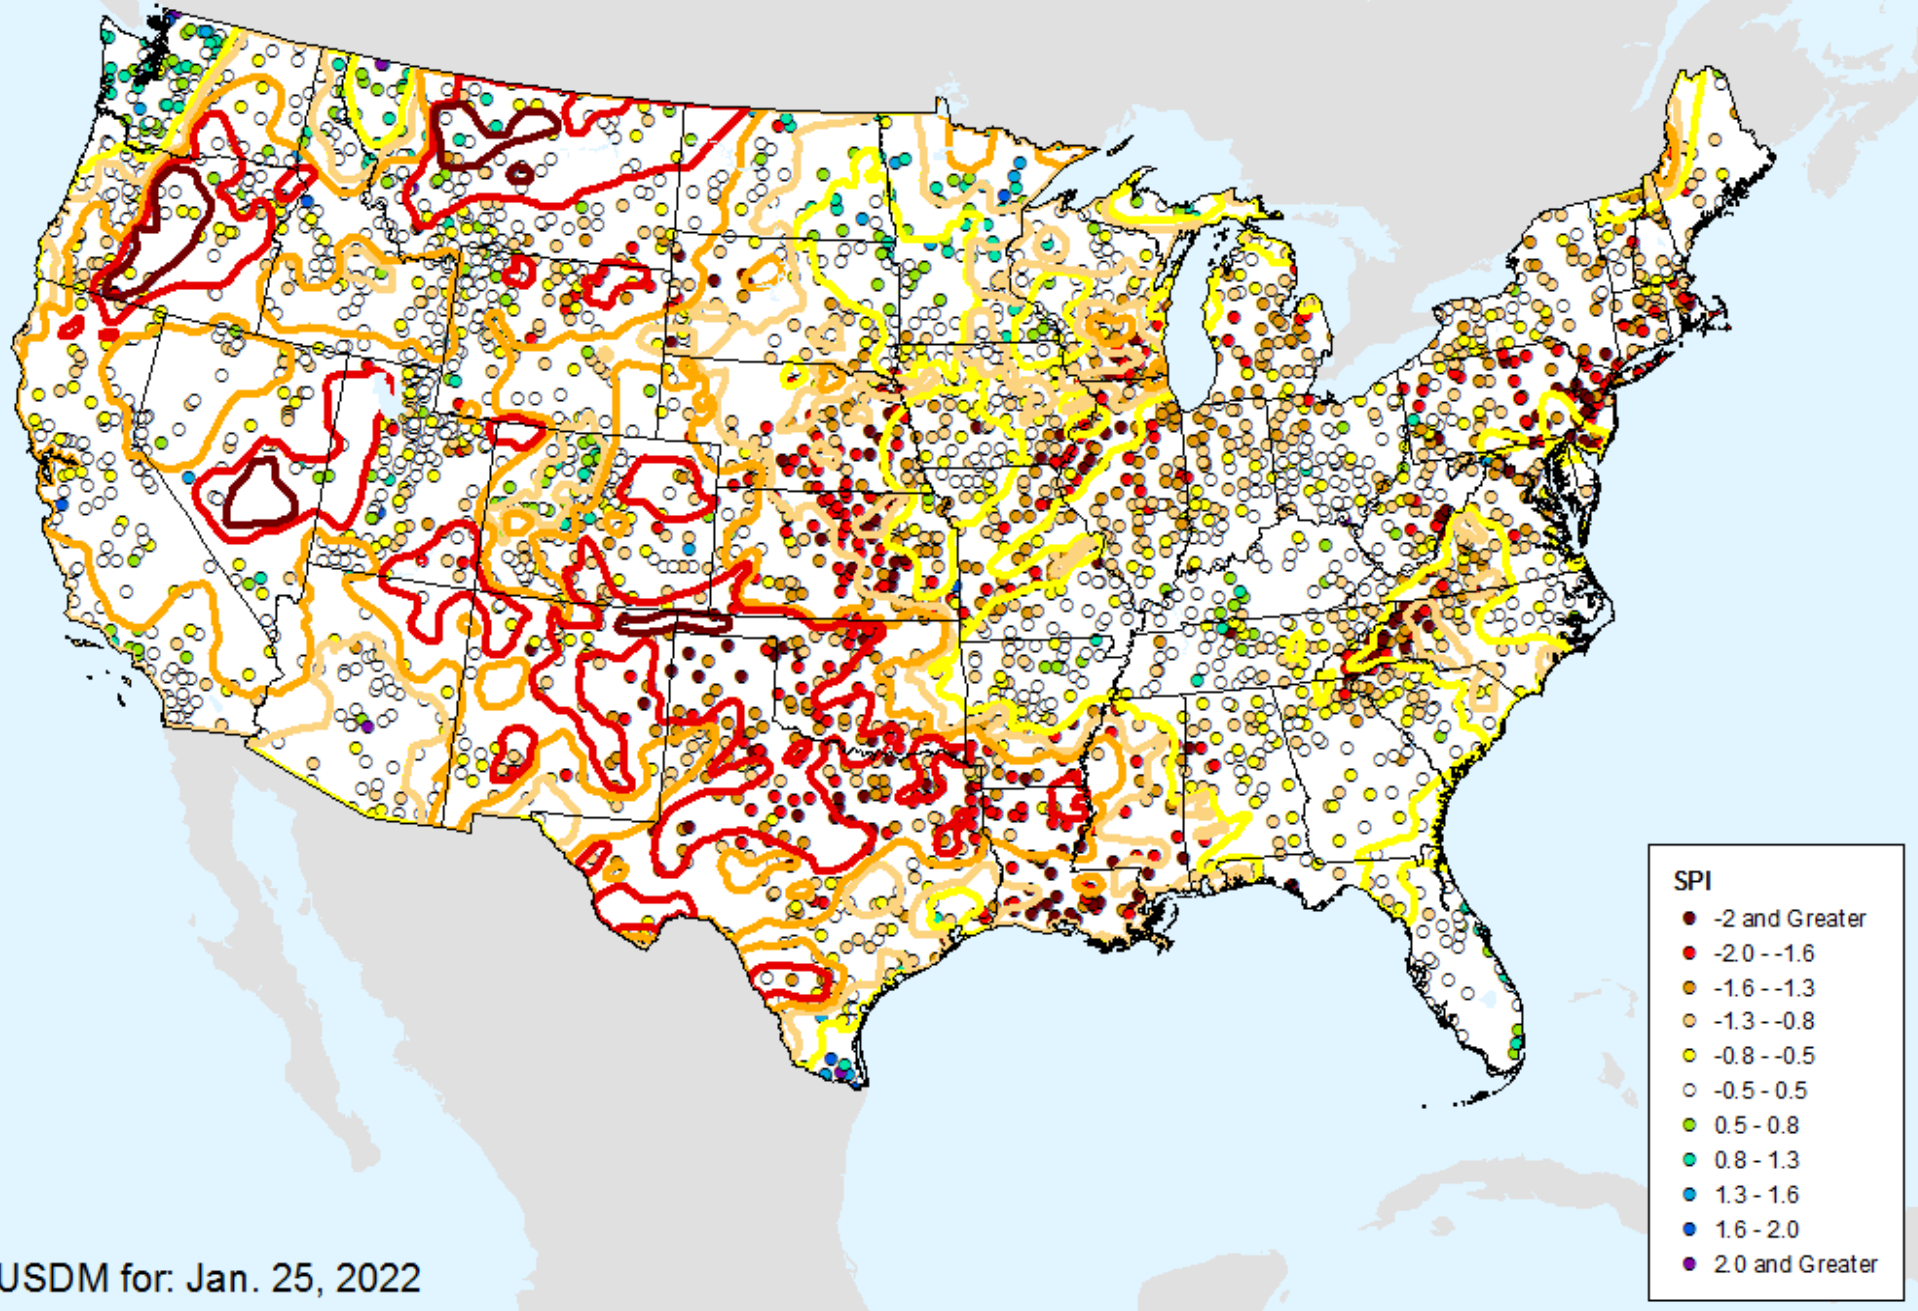 SPI
-2 and Greater
-2.0 - -1.6
-1.6 - -1.3
-1.3 - -0.8
-0.8 - -0.5
-0.5 - 0.5
0.5 - 0.8
0.8 - 1.3
1.3 - 1.6
1.6 - 2.0
2.0 and Greater
USDM for: Jan. 25, 2022